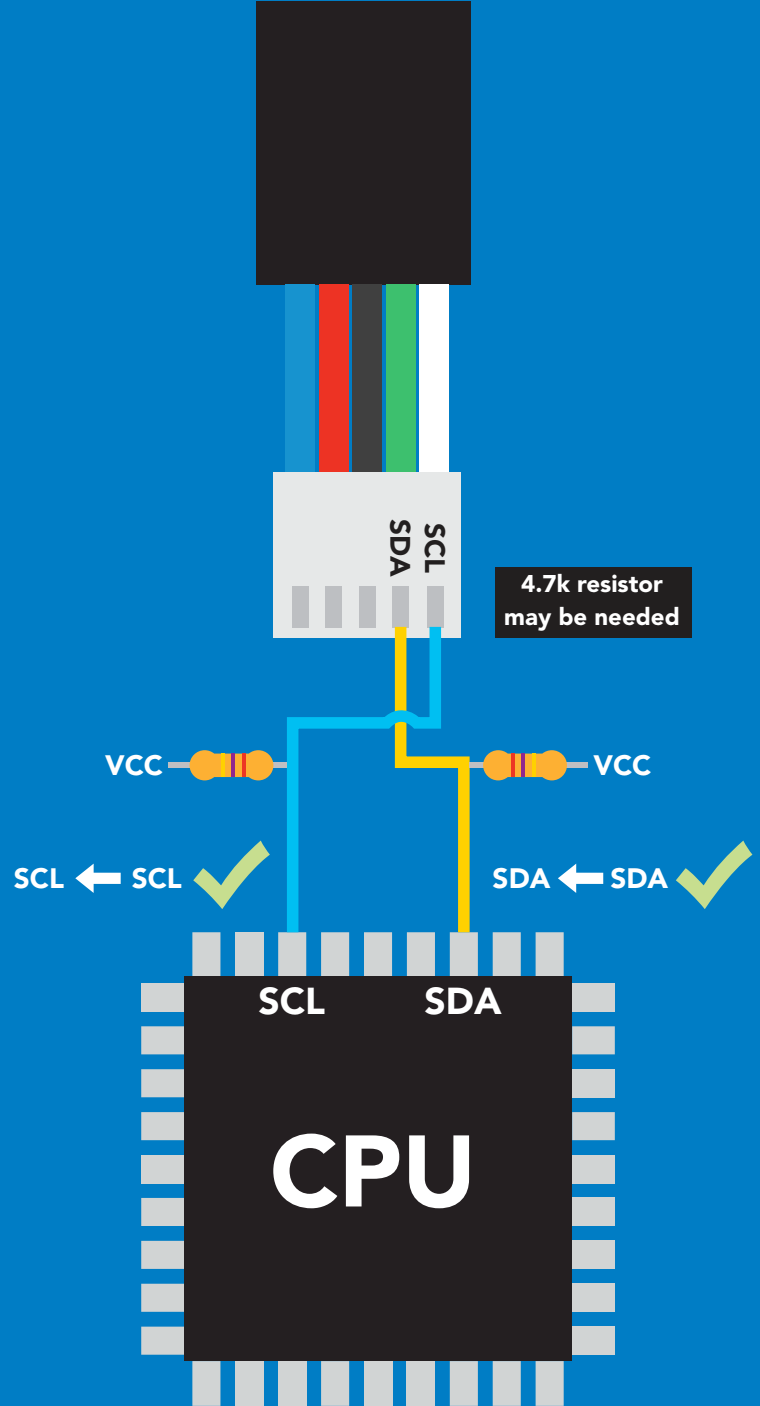 SDA
SCL
4.7k resistor
may be needed
VCC
VCC
SCL ← SCL
SDA ← SDA
SCL
SDA
CPU